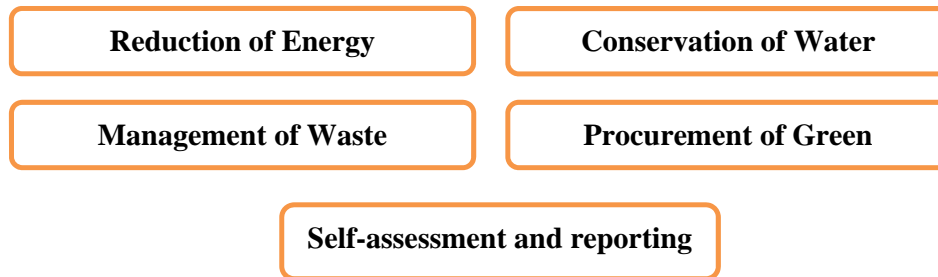 Reduction of Energy
Conservation of Water
Management of Waste
Procurement of Green
Self-assessment and reporting